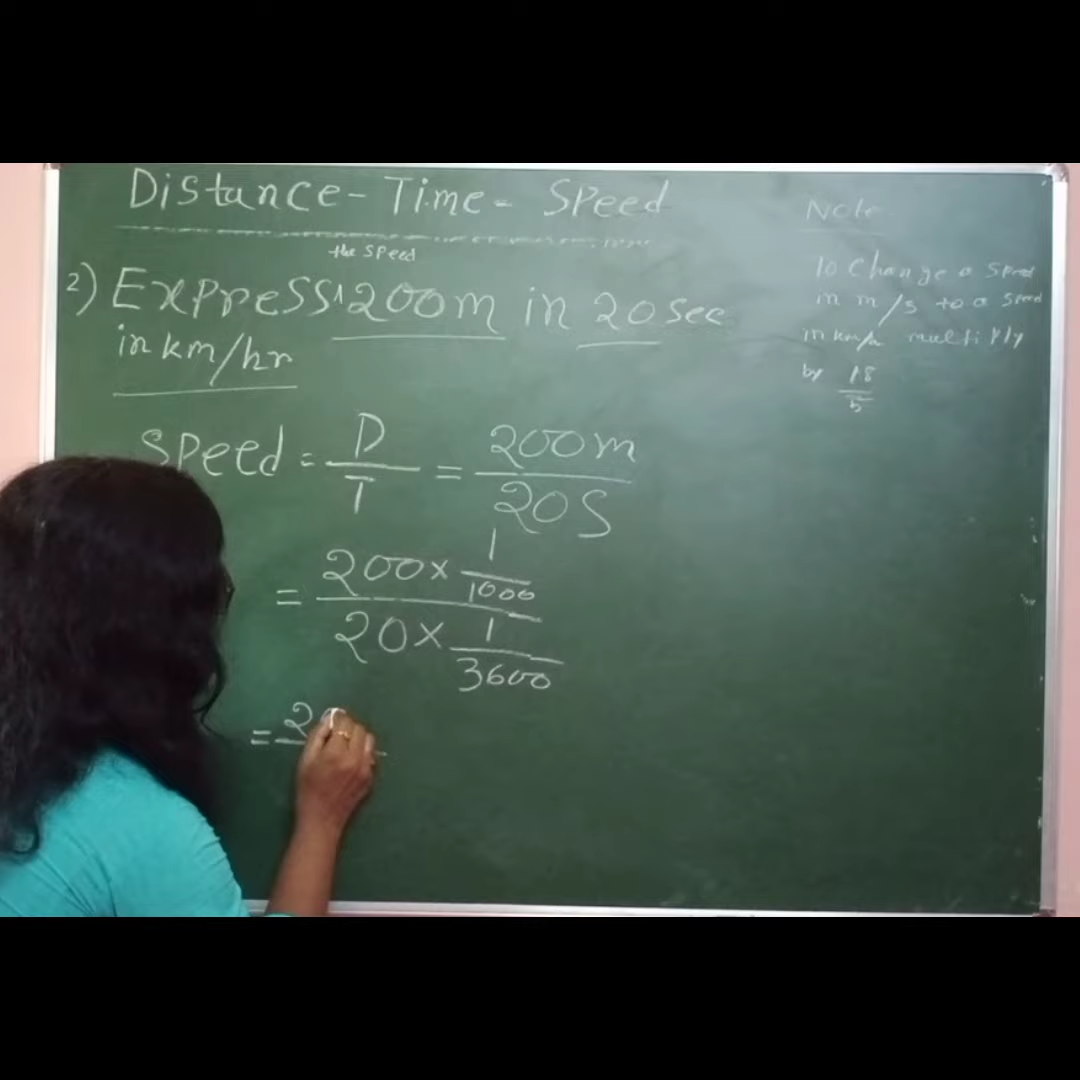 Distance - Time - Speed
the speed
2) Express ^ 200m in 20sec
in km/hr
Speed = D/T = 200m/20S
= 200 x 1/1000
20 x 1/3600
= 2
Note
To change a speed
in m/s to a speed
in km/h multiply
by 18/5